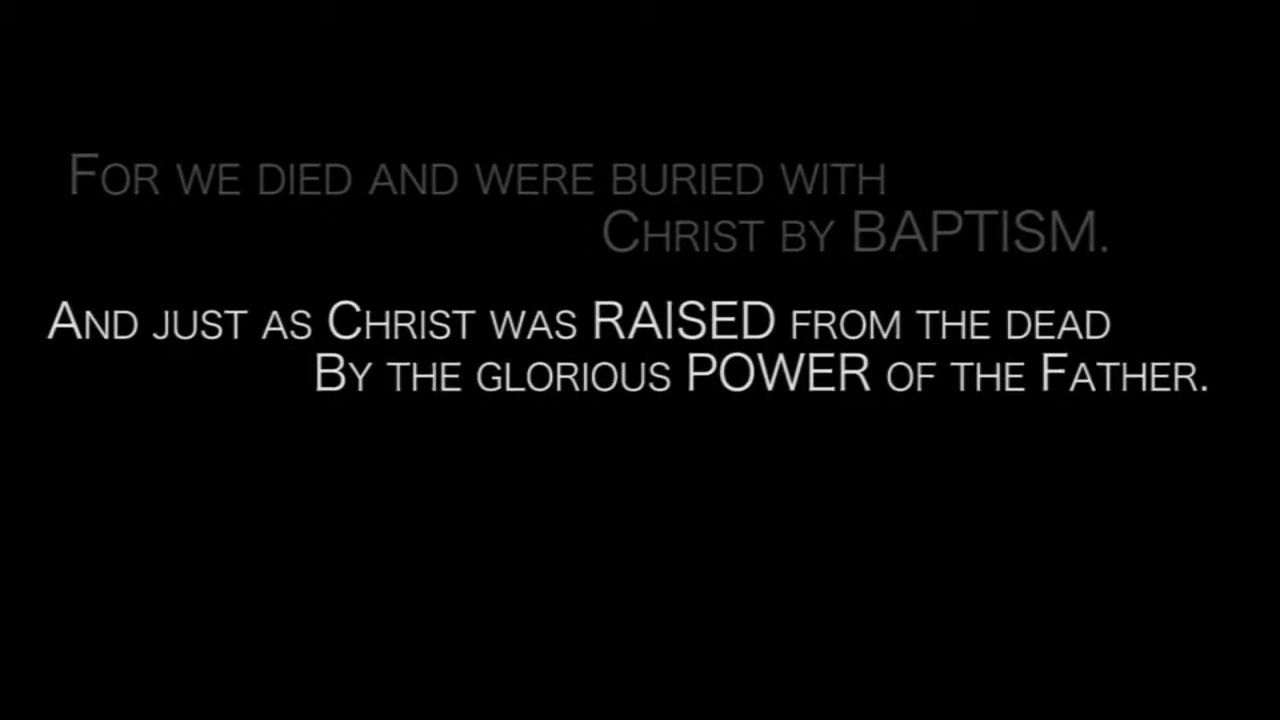 For we died and were buried with
Christ by BAPTISM.
And just as Christ was RAISED from the dead
By the glorious POWER of the Father.